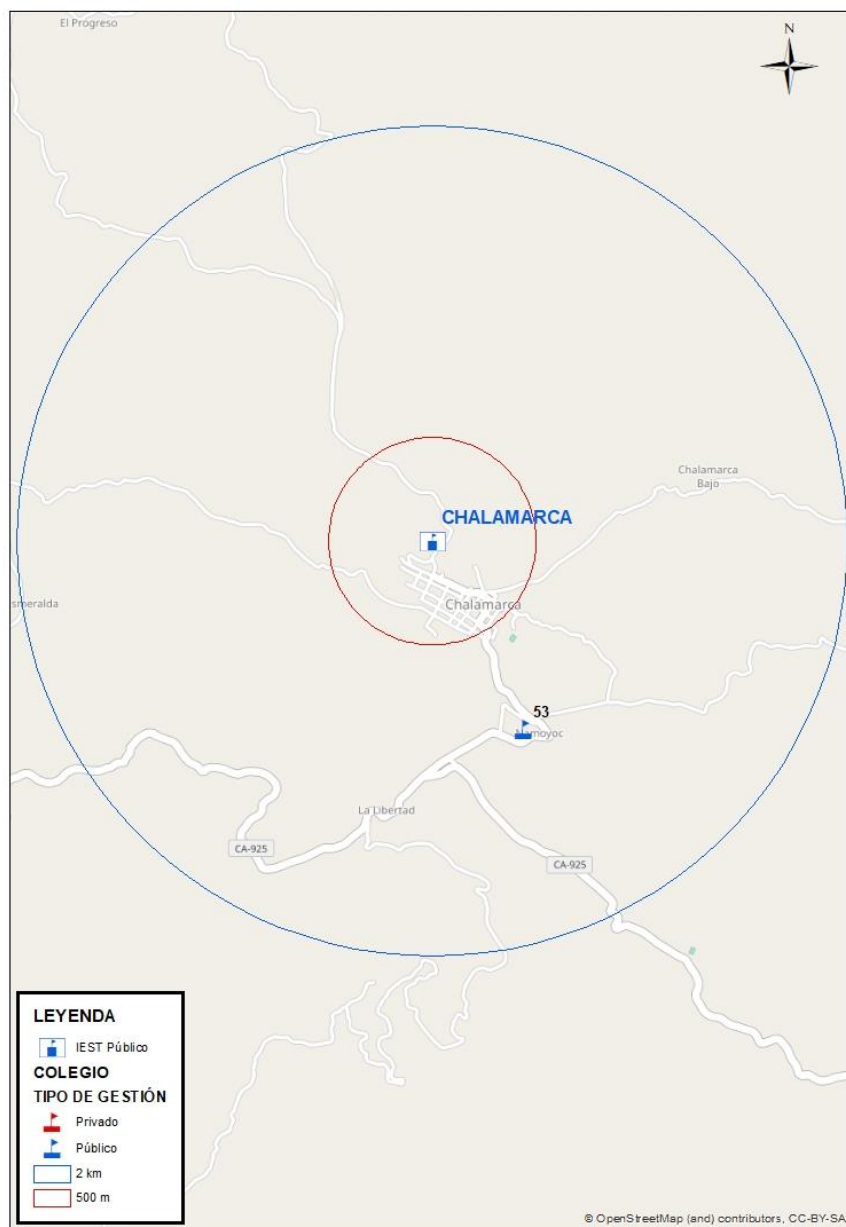 El Progreso
N
Chalamarca
Bajo
CHALAMARCA
Chalamarca
smeralda
53
Namoyoc
La Libertad
CA-925
CA-925
LEYENDA
IEST Público
COLEGIO
TIPO DE GESTIÓN
Privado
Público
2 km
500 m
© OpenStreetMap (and) contributors, CC-BY-SA